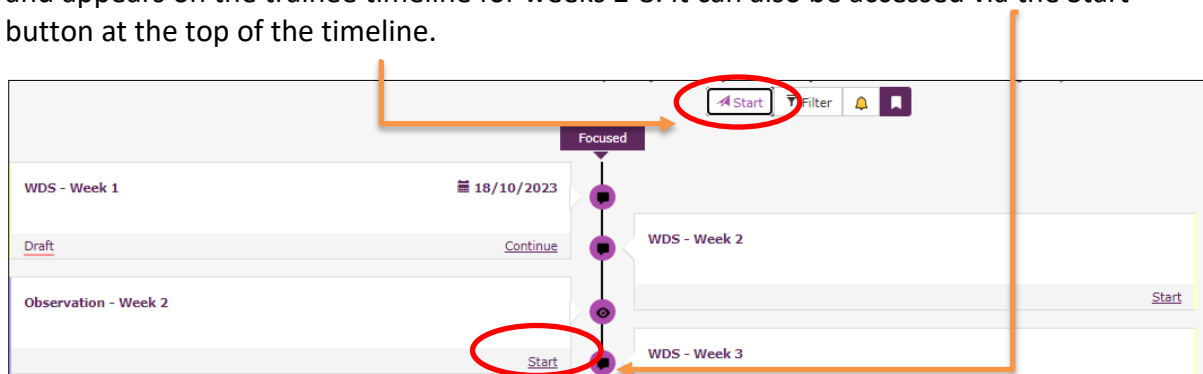 button at the top of the timeline.
Start
Filter
Focused
WDS - Week 1
18/10/2023
Draft
Continue
WDS - Week 2
Start
Observation - Week 2
Start
WDS - Week 3